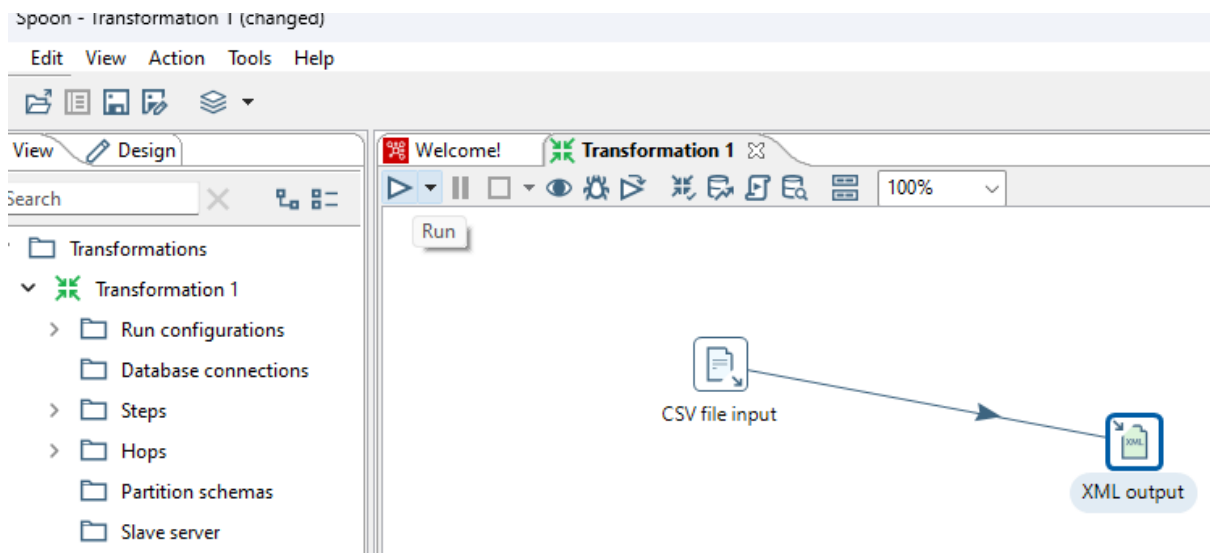 Spoon - Transformation 1 (changed)
Edit View Action Tools Help
View Design
Search
Transformations
Transformation 1
Run configurations
Database connections
Steps
Hops
Partition schemas
Slave server
Welcome! Transformation 1
100%
Run
CSV file input
XML
XML output